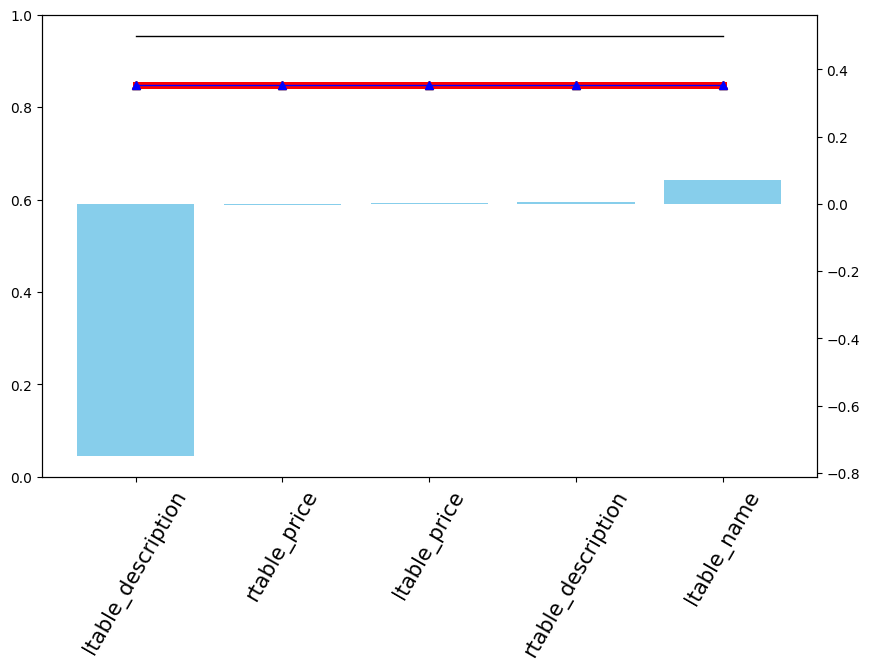 1.0
0.8
0.6
0.4
0.2
0.0
0.4
0.2
0.0
−0.2
−0.4
−0.6
−0.8
ltable_description
rtable_price
ltable_price
rtable_description
ltable_name